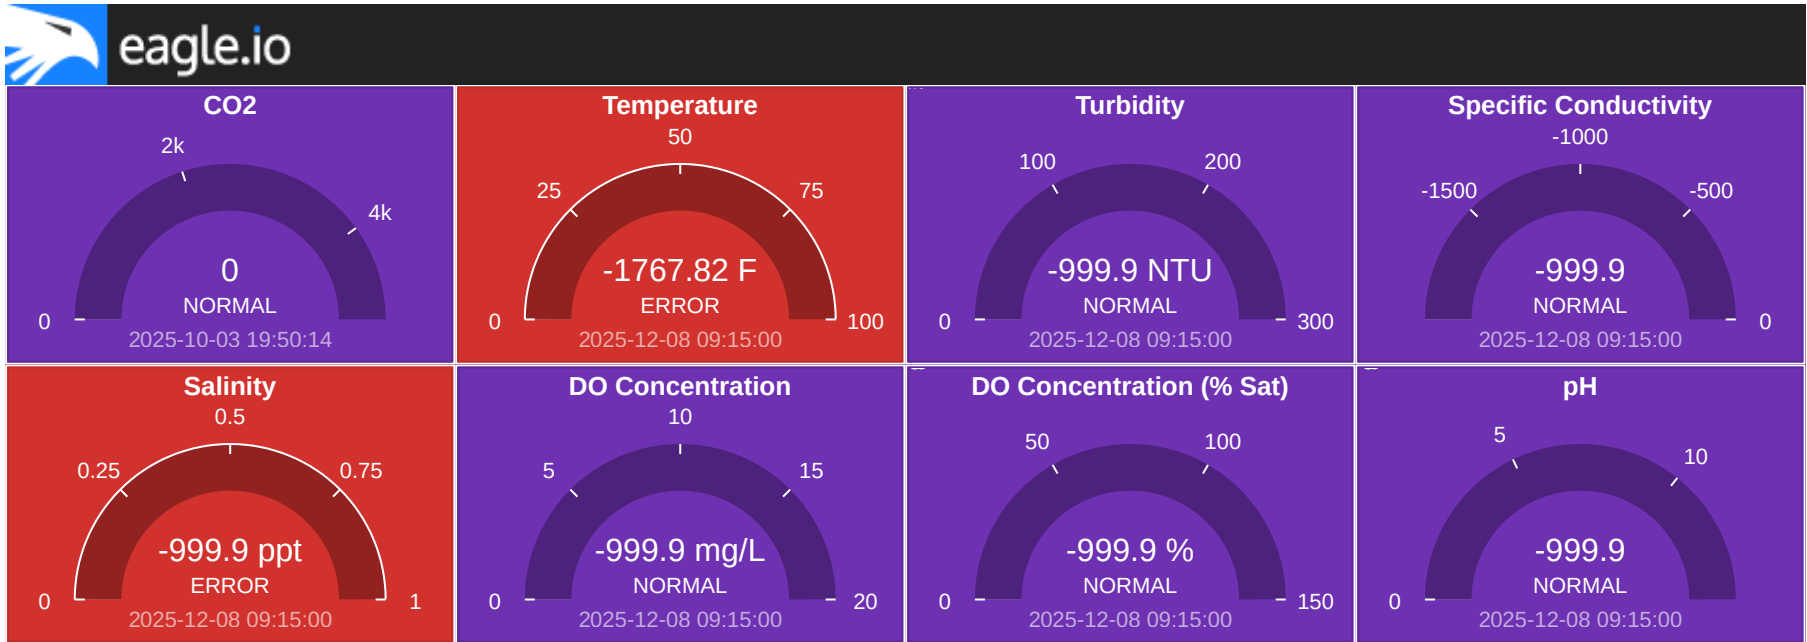 eagle.io
CO2
2k
4k
0
NORMAL
0
2025-10-03 19:50:14
Temperature
50
25
75
-1767.82 F
ERROR
0
100
2025-12-08 09:15:00
Turbidity
100
200
-999.9 NTU
NORMAL
0
300
2025-12-08 09:15:00
Specific Conductivity
-1000
-1500
-500
-999.9
NORMAL
0
2025-12-08 09:15:00
Salinity
0.5
0.25
0.75
-999.9 ppt
ERROR
0
1
2025-12-08 09:15:00
DO Concentration
10
5
15
-999.9 mg/L
NORMAL
0
20
2025-12-08 09:15:00
DO Concentration (% Sat)
50
100
-999.9 %
NORMAL
0
150
2025-12-08 09:15:00
pH
5
10
-999.9
NORMAL
0
2025-12-08 09:15:00